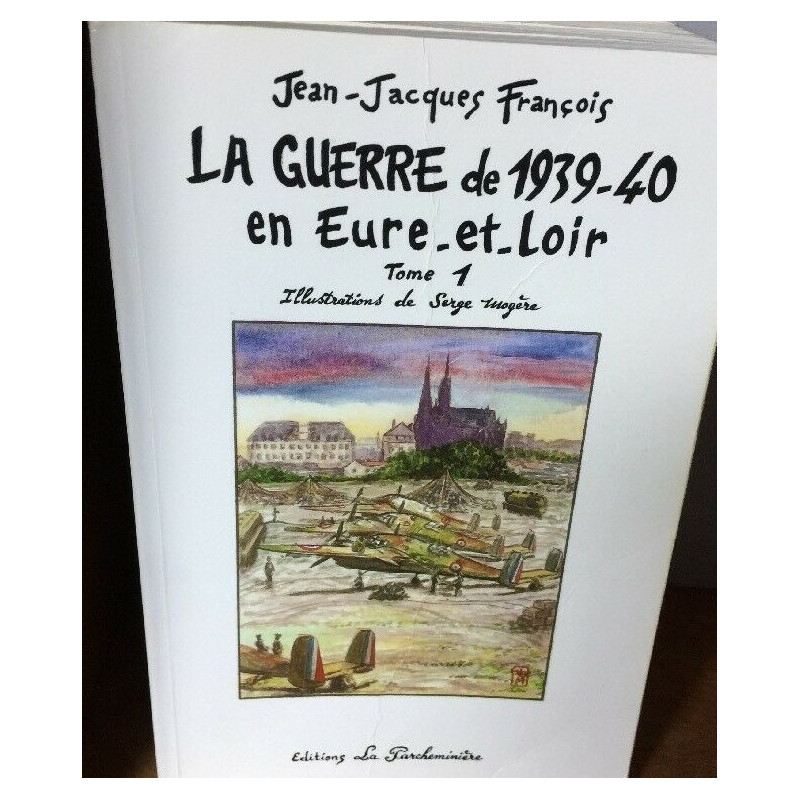 Jean-Jacques François
LA GUERRE de 1939-40
en Eure-et-Loir
Tome 1
Illustrations de Serge Mogère
Editions La Parcheminière